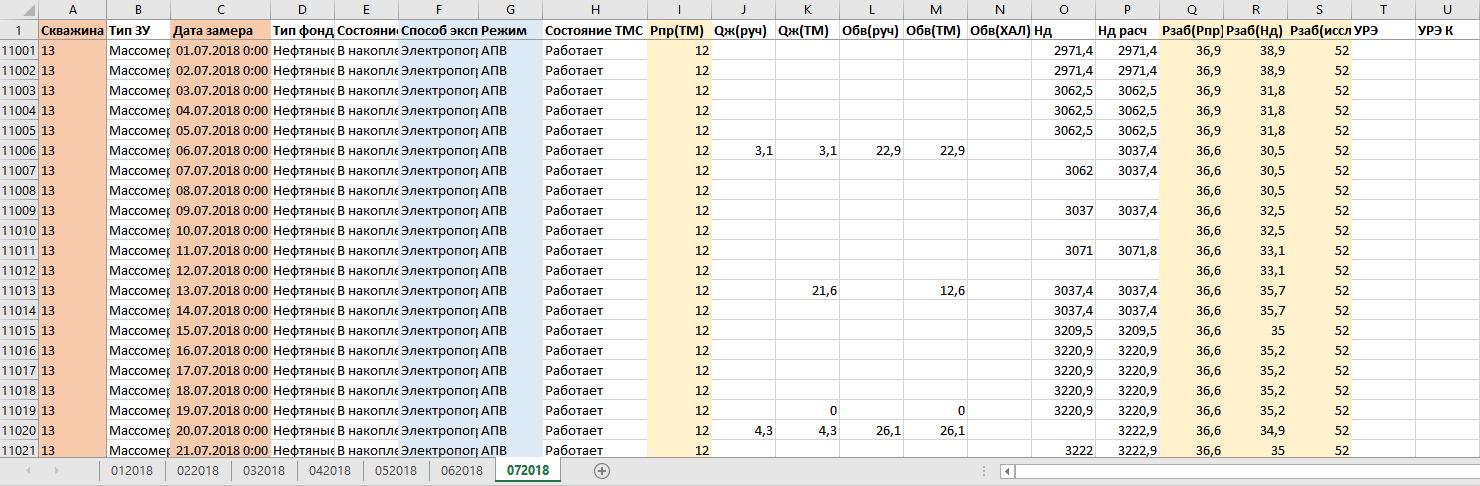 A B C D E F G H I J K L M N O P Q R S T U
1 Скважина Тип ЗУ Дата замера Тип фонд Состояние Способ эксп Режим Состояние ТМС Рпр(ТМ) Qж(руч) Qж(ТМ) Обв(руч) Обв(ТМ) Обв(ХАЛ) Нд Нд расч Рзаб(Рпр) Рзаб(Нд) Рзаб(иссл УРЭ УРЭ К
11001 13 Массомер 01.07.2018 0:00 Нефтяные В накопле Электропогр АПВ Работает 12 2971,4 2971,4 36,9 38,9 52
11002 13 Массомер 02.07.2018 0:00 Нефтяные В накопле Электропогр АПВ Работает 12 2971,4 2971,4 36,9 38,9 52
11003 13 Массомер 03.07.2018 0:00 Нефтяные В накопле Электропогр АПВ Работает 12 3062,5 3062,5 36,9 31,8 52
11004 13 Массомер 04.07.2018 0:00 Нефтяные В накопле Электропогр АПВ Работает 12 3062,5 3062,5 36,9 31,8 52
11005 13 Массомер 05.07.2018 0:00 Нефтяные В накопле Электропогр АПВ Работает 12 3062,5 3062,5 36,9 31,8 52
11006 13 Массомер 06.07.2018 0:00 Нефтяные В накопле Электропогр АПВ Работает 12 3,1 3,1 22,9 22,9 3037,4 36,6 30,5 52
11007 13 Массомер 07.07.2018 0:00 Нефтяные В накопле Электропогр АПВ Работает 12 3062 3037,4 36,6 30,5 52
11008 13 Массомер 08.07.2018 0:00 Нефтяные В накопле Электропогр АПВ Работает 12 36,6 30,5 52
11009 13 Массомер 09.07.2018 0:00 Нефтяные В накопле Электропогр АПВ Работает 12 3037 3037,4 36,6 32,5 52
11010 13 Массомер 10.07.2018 0:00 Нефтяные В накопле Электропогр АПВ Работает 12 36,6 32,5 52
11011 13 Массомер 11.07.2018 0:00 Нефтяные В накопле Электропогр АПВ Работает 12 3071 3071,8 36,6 33,1 52
11012 13 Массомер 12.07.2018 0:00 Нефтяные В накопле Электропогр АПВ Работает 12 36,6 33,1 52
11013 13 Массомер 13.07.2018 0:00 Нефтяные В накопле Электропогр АПВ Работает 12 21,6 12,6 3037,4 3037,4 36,6 35,7 52
11014 13 Массомер 14.07.2018 0:00 Нефтяные В накопле Электропогр АПВ Работает 12 3037,4 3037,4 36,6 35,7 52
11015 13 Массомер 15.07.2018 0:00 Нефтяные В накопле Электропогр АПВ Работает 12 3209,5 3209,5 36,6 35 52
11016 13 Массомер 16.07.2018 0:00 Нефтяные В накопле Электропогр АПВ Работает 12 3220,9 3220,9 36,6 35,2 52
11017 13 Массомер 17.07.2018 0:00 Нефтяные В накопле Электропогр АПВ Работает 12 3220,9 3220,9 36,6 35,2 52
11018 13 Массомер 18.07.2018 0:00 Нефтяные В накопле Электропогр АПВ Работает 12 3220,9 3220,9 36,6 35,2 52
11019 13 Массомер 19.07.2018 0:00 Нефтяные В накопле Электропогр АПВ Работает 12 0 0 3220,9 3220,9 36,6 35,2 52
11020 13 Массомер 20.07.2018 0:00 Нефтяные В накопле Электропогр АПВ Работает 12 4,3 4,3 26,1 26,1 3222,9 36,6 34,9 52
11021 13 Массомер 21.07.2018 0:00 Нефтяные В накопле Электропогр АПВ Работает 12 3222 3222,9 36,6 35 52
012018 022018 032018 042018 052018 062018 072018